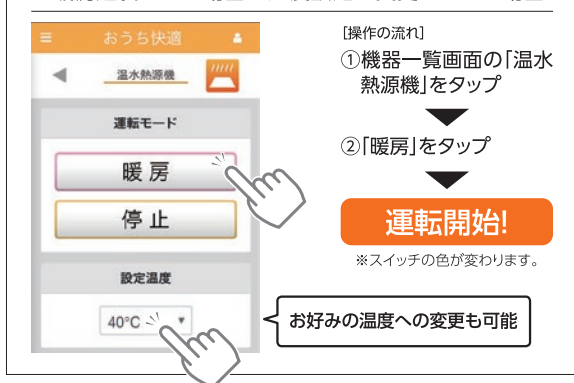 おうち快適
温水熱源機
運転モード
暖房
停止
設定温度
40°C
[操作の流れ]
①機器一覧画面の「温水
熱源機」をタップ
②「暖房」をタップ
運転開始!
※スイッチの色が変わります。
お好みの温度への変更も可能